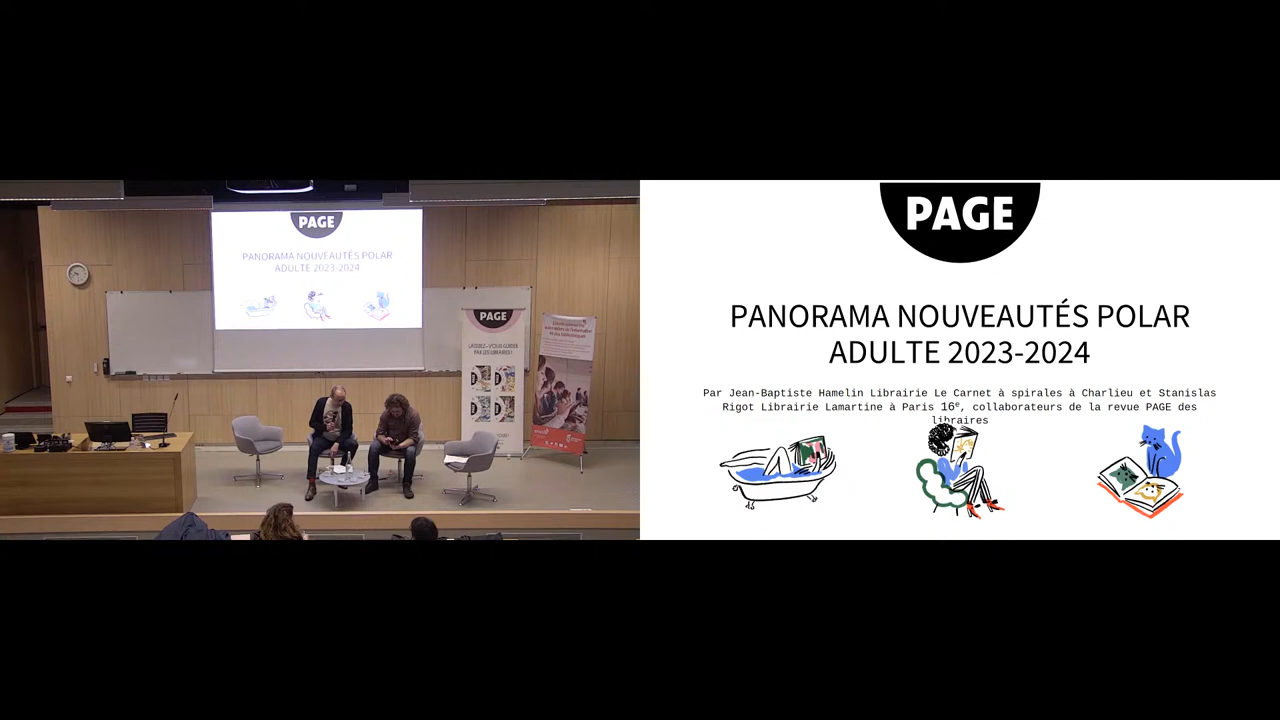 PAGE
PANORAMA NOUVEAUTÉS POLAR
ADULTE 2023-2024
PAGE
LAISSEZ-VOUS GUIDER
PAR LES LIBRAIRES !
PAGE
PANORAMA NOUVEAUTÉS POLAR
ADULTE 2023-2024
Par Jean-Baptiste Hamelin Librairie Le Carnet à spirales à Charlieu et Stanislas
Rigot Librairie Lamartine à Paris 16e, collaborateurs de la revue PAGE des
libraires